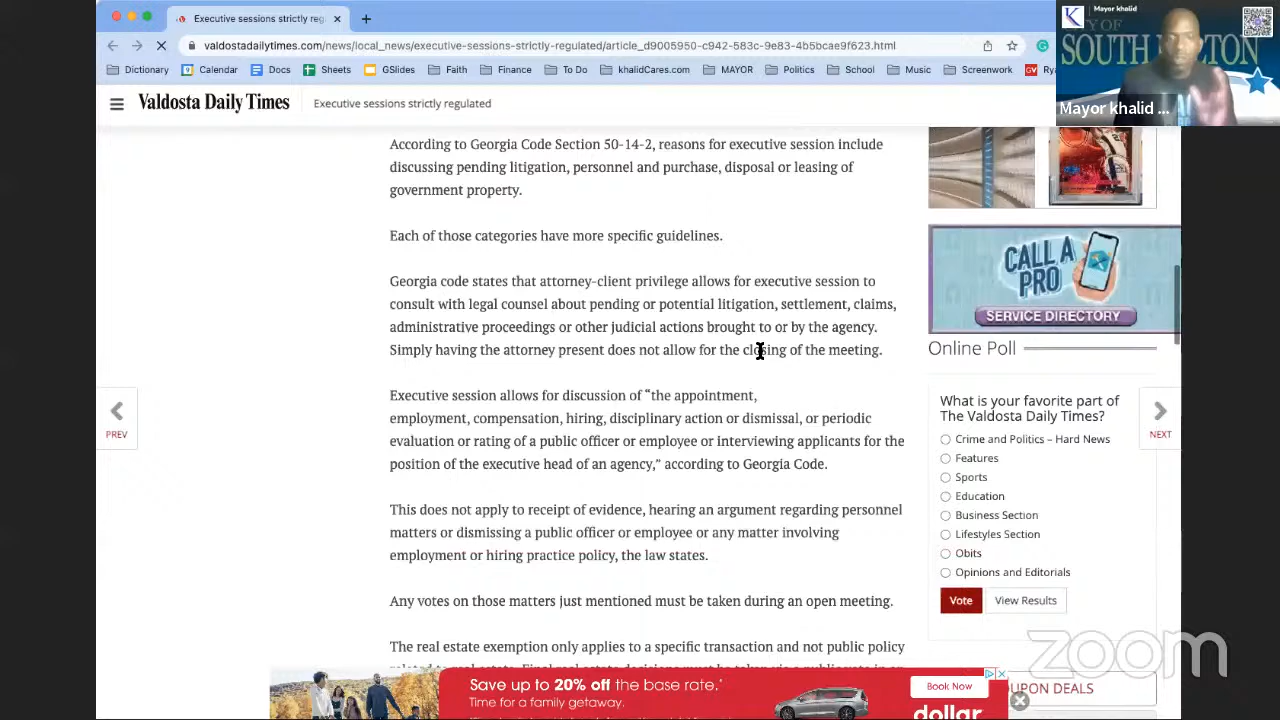 Executive sessions strictly reg
valdostadailytimes.com/news/local_news/executive-sessions-strictly-regulated/article_d9005950-c942-583c-9e83-4b5bcae9f623.html
Dictionary
Calendar
Docs
Sheets
GSlides
Faith
Finance
To Do
khalidCares.com
MAYOR
Politics
School
Music
Screenwork
Mayor khalid
K
Y OF
SOUTH
Mayor khalid ...
Valdosta Daily Times
Executive sessions strictly regulated
According to Georgia Code Section 50-14-2, reasons for executive session include
discussing pending litigation, personnel and purchase, disposal or leasing of
government property.
Each of those categories have more specific guidelines.
Georgia code states that attorney-client privilege allows for executive session to
consult with legal counsel about pending or potential litigation, settlement, claims,
administrative proceedings or other judicial actions brought to or by the agency.
Simply having the attorney present does not allow for the closing of the meeting.
Executive session allows for discussion of “the appointment,
employment, compensation, hiring, disciplinary action or dismissal, or periodic
evaluation or rating of a public officer or employee or interviewing applicants for the
position of the executive head of an agency,” according to Georgia Code.
This does not apply to receipt of evidence, hearing an argument regarding personnel
matters or dismissing a public officer or employee or any matter involving
employment or hiring practice policy, the law states.
Any votes on those matters just mentioned must be taken during an open meeting.
The real estate exemption only applies to a specific transaction and not public policy
PREV
NEXT
CALL A
PRO
SERVICE DIRECTORY
Online Poll
What is your favorite part of
The Valdosta Daily Times?
Crime and Politics – Hard News
Features
Sports
Education
Business Section
Lifestyles Section
Obits
Opinions and Editorials
Vote
View Results
zoom
OUPON DEALS
Save up to 20% off the base rate.*
Time for a family getaway.
Book Now
dollar